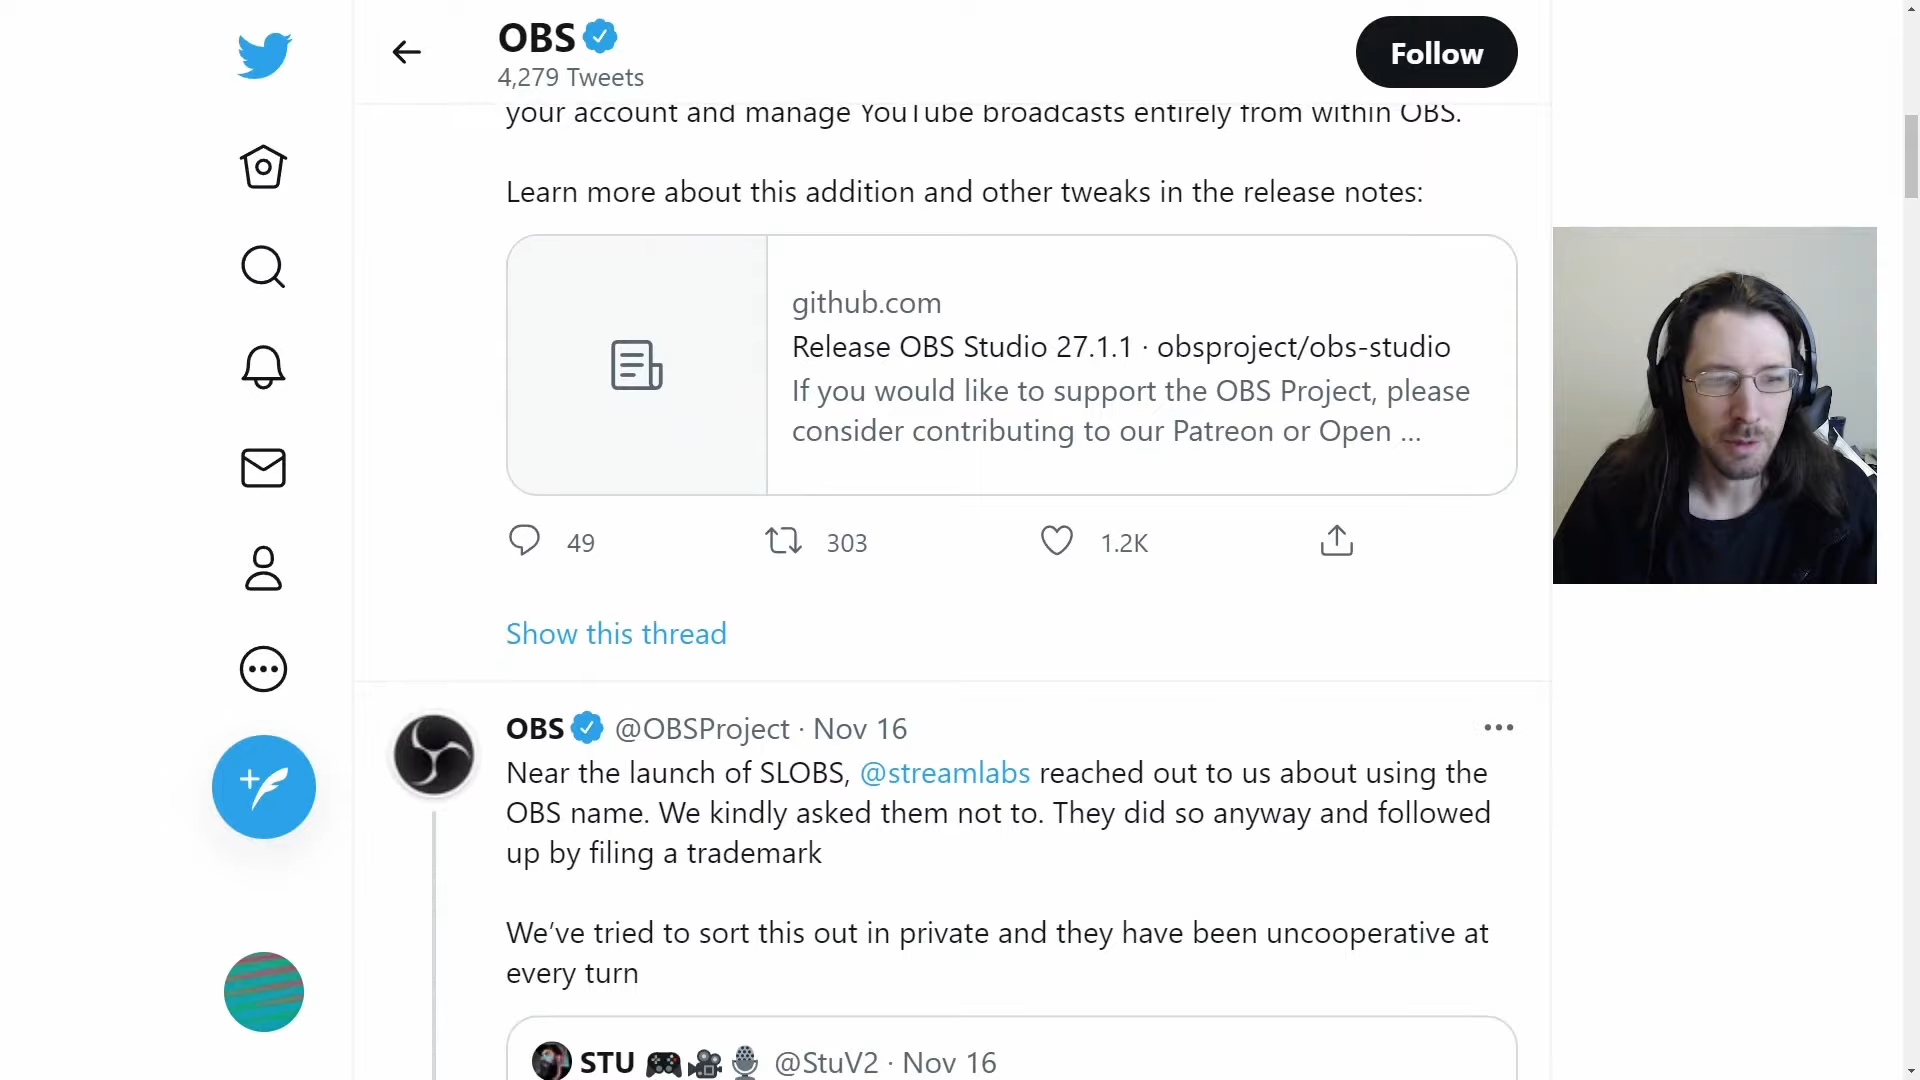 OBS
4,279 Tweets
Follow
your account and manage YouTube broadcasts entirely from within OBS.
Learn more about this addition and other tweaks in the release notes:
github.com
Release OBS Studio 27.1.1 · obsproject/obs-studio
If you would like to support the OBS Project, please
consider contributing to our Patreon or Open ...
49
303
1.2K
Show this thread
OBS @OBSProject · Nov 16
Near the launch of SLOBS, @streamlabs reached out to us about using the
OBS name. We kindly asked them not to. They did so anyway and followed
up by filing a trademark
We’ve tried to sort this out in private and they have been uncooperative at
every turn
STU 🎮🎥🎙 @StuV2 · Nov 16